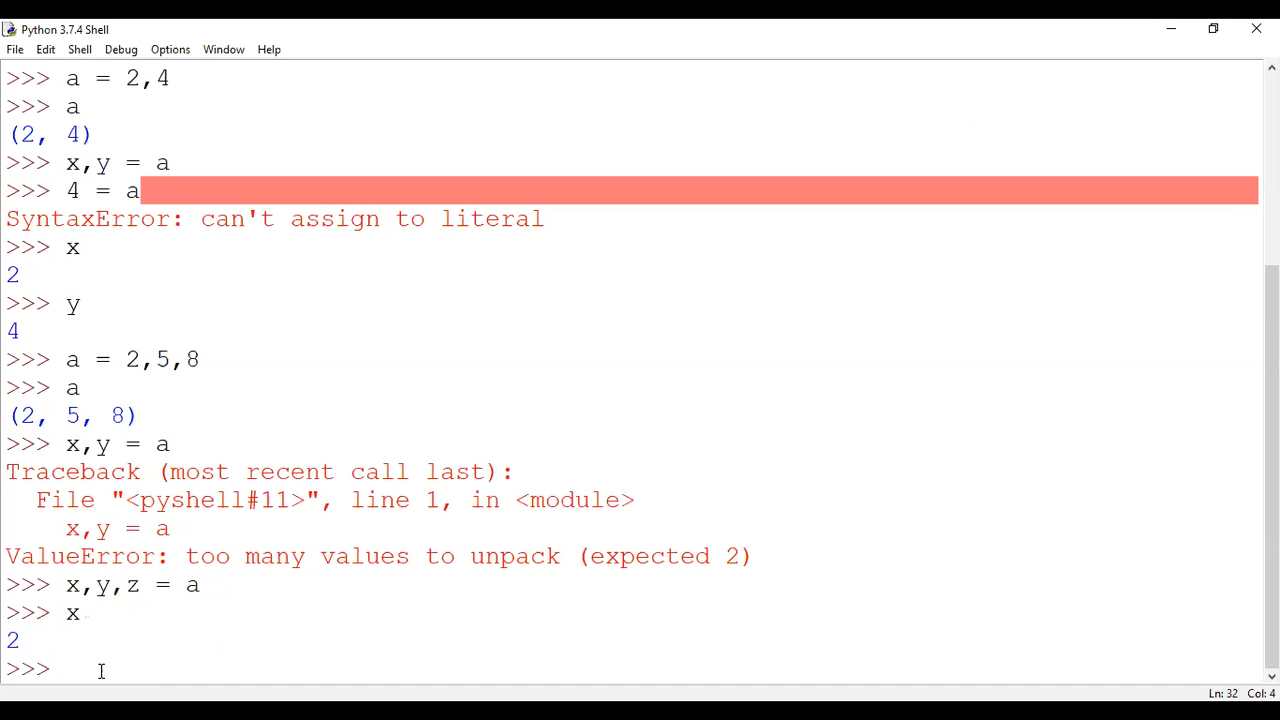 Python 3.7.4 Shell
File Edit Shell Debug Options Window Help
>>> a = 2,4
>>> a
(2, 4)
>>> x,y = a
>>> 4 = a
SyntaxError: can't assign to literal
>>> x
2
>>> y
4
>>> a = 2,5,8
>>> a
(2, 5, 8)
>>> x,y = a
Traceback (most recent call last):
  File "<pyshell#11>", line 1, in <module>
    x,y = a
ValueError: too many values to unpack (expected 2)
>>> x,y,z = a
>>> x
2
>>>
Ln: 32 Col: 4